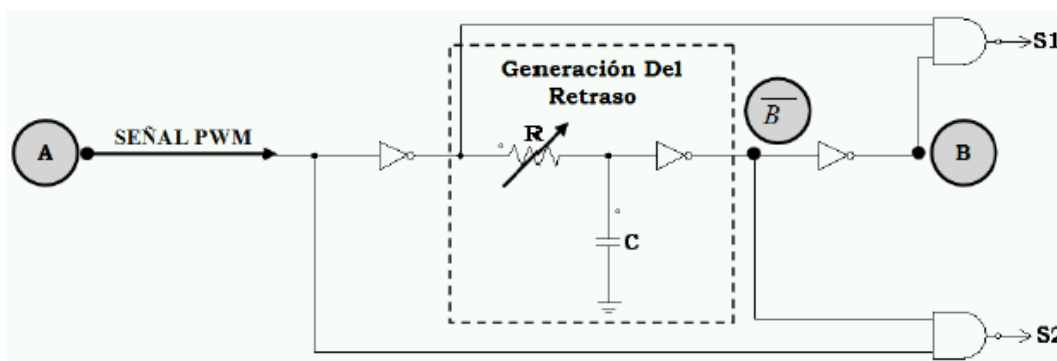 S1
Generación Del
Retraso
B
R
SEÑAL PWM
A
B
C
S2